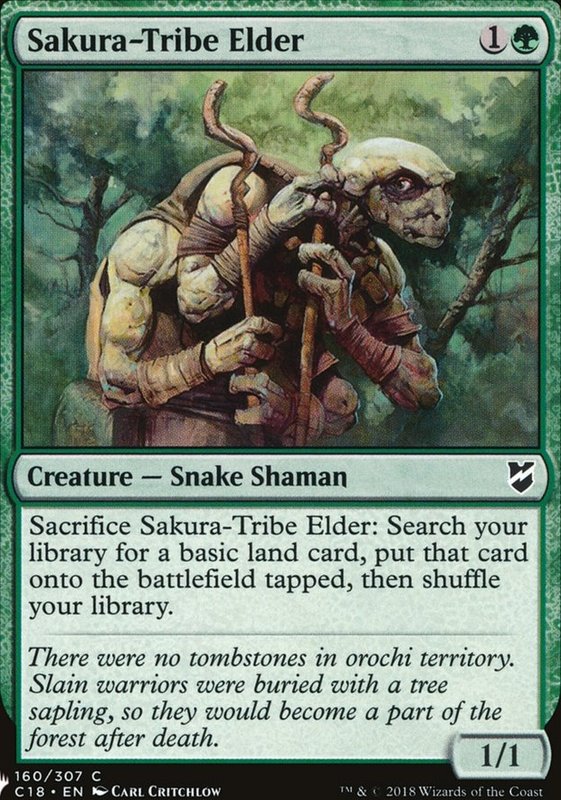 Sakura-Tribe Elder 1
Creature — Snake Shaman
Sacrifice Sakura-Tribe Elder: Search your
library for a basic land card, put that card
onto the battlefield tapped, then shuffle
your library.
There were no tombstones in orochi territory.
Slain warriors were buried with a tree
sapling, so they would become a part of the
forest after death.
1/1
160/307 C
C18 • EN Carl Critchlow
™ & © 2018 Wizards of the Coast